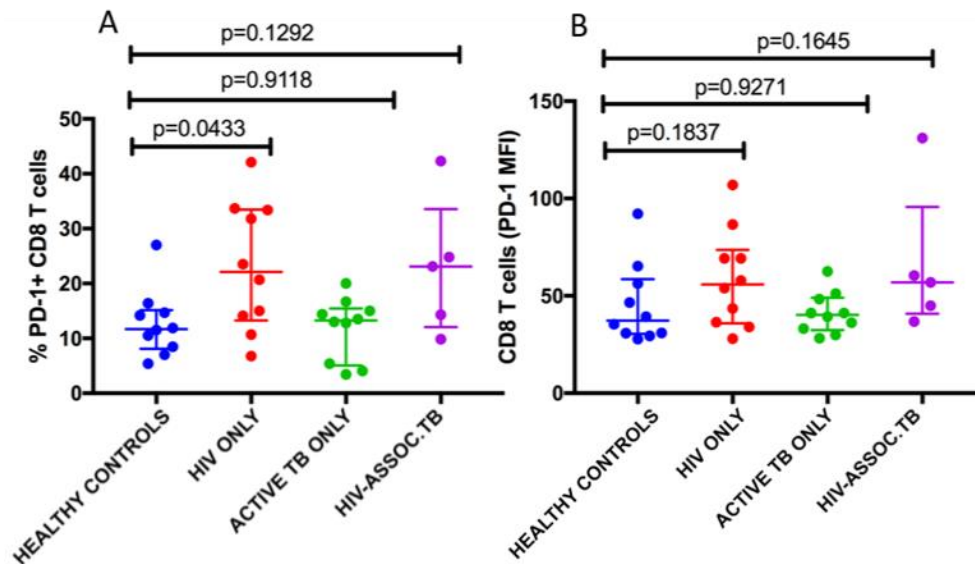 A
p=0.1292
p=0.9118
p=0.0433
50
40
30
20
10
0
% PD-1+ CD8 T cells
HEALTHY CONTROLS
HIV ONLY
ACTIVE TB ONLY
HIV-ASSOC.TB
B
p=0.1645
p=0.9271
p=0.1837
150
100
50
0
CD8 T cells (PD-1 MFI)
HEALTHY CONTROLS
HIV ONLY
ACTIVE TB ONLY
HIV-ASSOC.TB